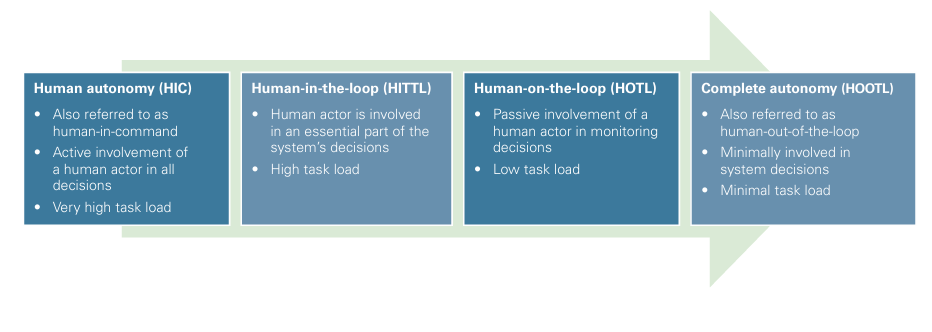 Human autonomy (HIC)
• Also referred to as
human-in-command
• Active involvement of
a human actor in all
decisions
• Very high task load
Human-in-the-loop (HITTL)
• Human actor is involved
in an essential part of the
system’s decisions
• High task load
Human-on-the-loop (HOTL)
• Passive involvement of a
human actor in monitoring
decisions
• Low task load
Complete autonomy (HOOTL)
• Also referred to as
human-out-of-the-loop
• Minimally involved in
system decisions
• Minimal task load